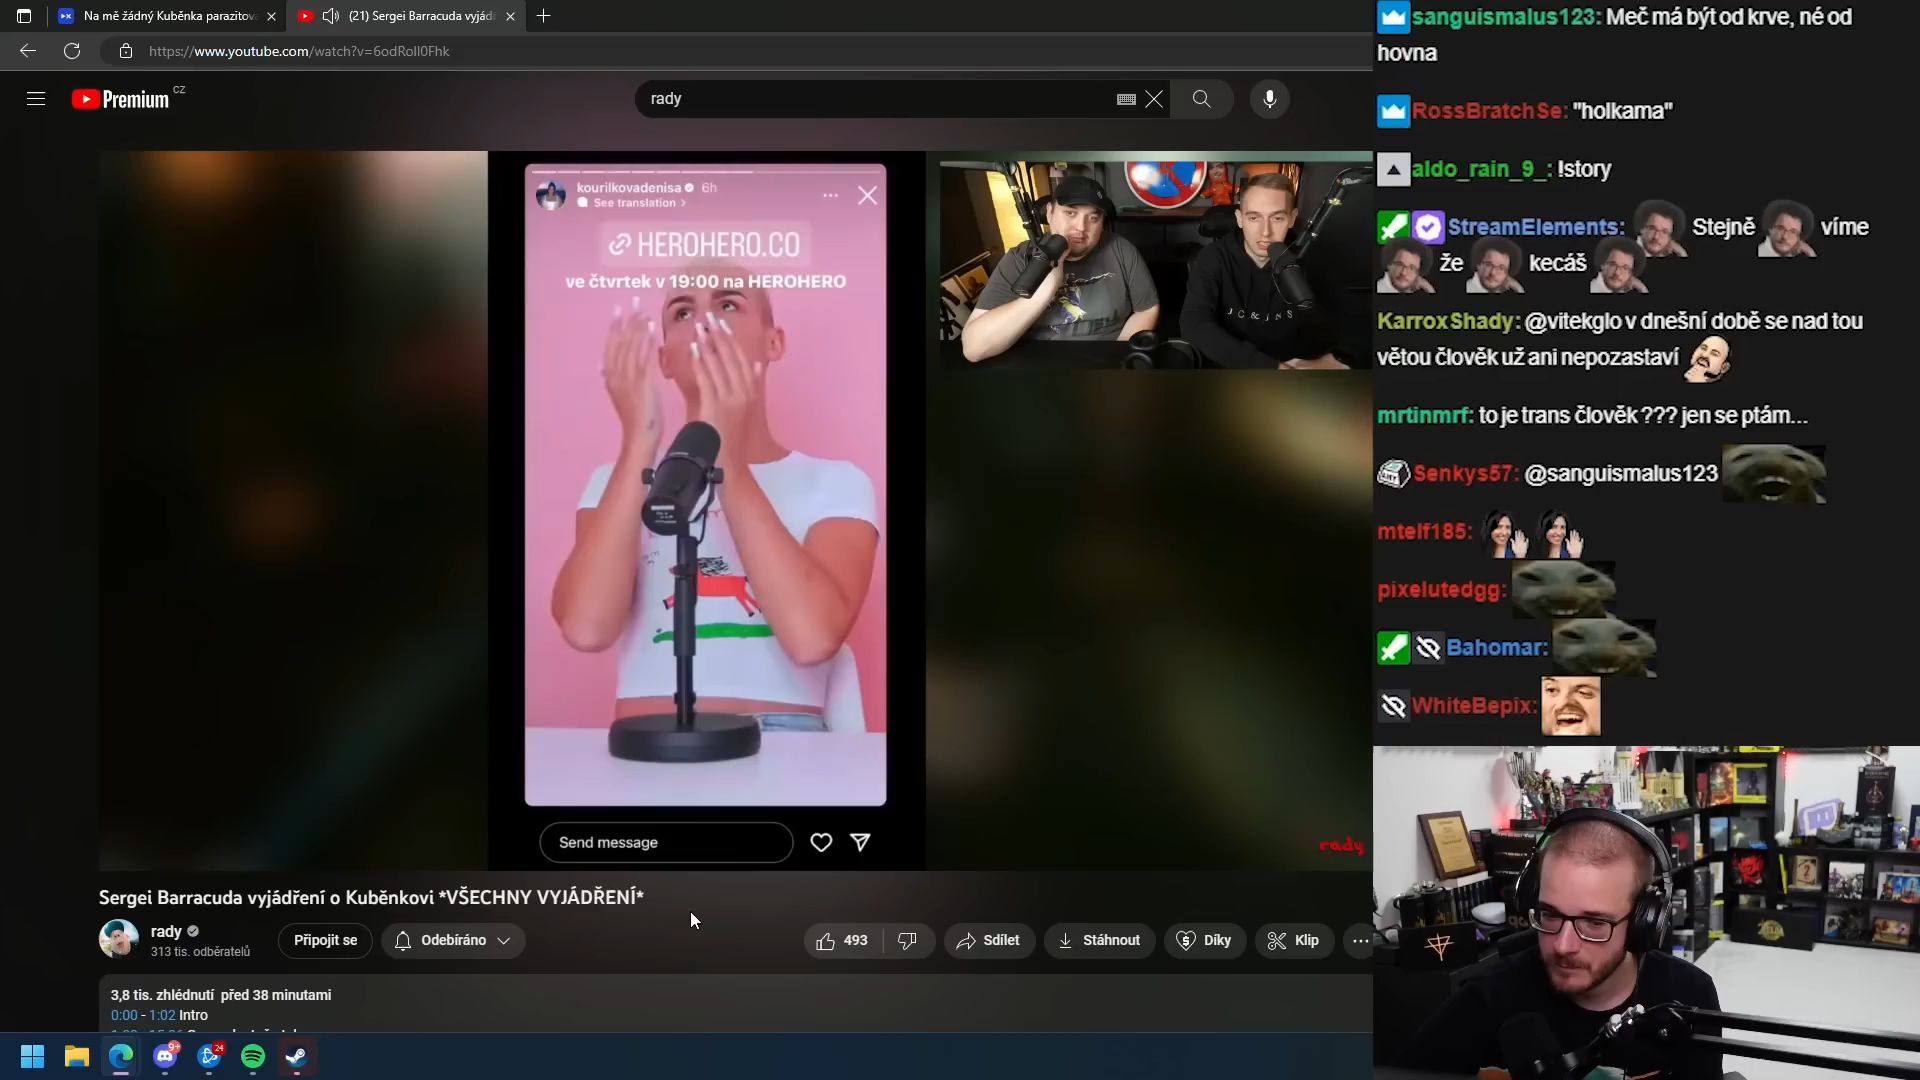 Na mě žádný Kuběnka parazitova
(21) Sergei Barracuda vyjádř
https://www.youtube.com/watch?v=6odRoll0Fhk
Premium CZ
rady
kourilkovadenisa 6h
See translation
HEROHERO.CO
ve čtvrtek v 19:00 na HEROHERO
Send message
rady
Sergei Barracuda vyjádření o Kuběnkovi *VŠECHNY VYJÁDŘENÍ*
rady
313 tis. odběratelů
Připojit se
Odebíráno
493
Sdílet
Stáhnout
Díky
Klip
3,8 tis. zhlédnutí před 38 minutami
0:00 - 1:02 Intro
sanguismalus123: Meč má být od krve, né od
hovna
RossBratchSe: "holkama"
aldo_rain_9_: !story
StreamElements: Stejně víme
že kecáš
KarroxShady: @vitekglo v dnešní době se nad tou
větou člověk už ani nepozastaví
mrtinmrf: to je trans člověk ??? jen se ptám...
Senkys57: @sanguismalus123
mtelf185:
pixelutedgg:
Bahomar:
WhiteBepix:
9+
24